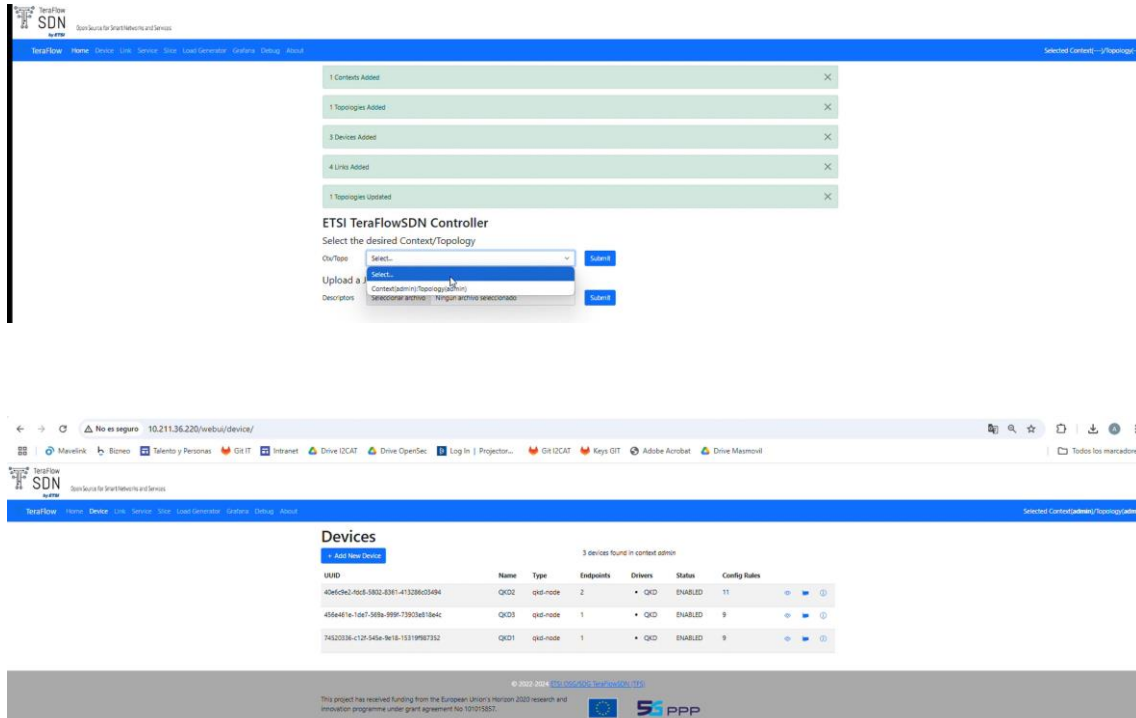 TeraFlow
SDN
by ETSI
Open Source for Smart Networks and Services
TeraFlow Home Device Link Service Slice Load Generator Grafana Debug About
Selected Context(---)/Topology(--
1 Contexts Added
1 Topologies Added
3 Devices Added
4 Links Added
1 Topologies Updated
ETSI TeraFlowSDN Controller
Select the desired Context/Topology
Ctx/Topo Select... Submit
Select...
Upload a J
Context(admin):Topology(admin)
Descriptors Seleccionar archivo Ningún archivo seleccionado Submit
No es seguro 10.211.36.220/webui/device/
Mavelink Bizneo Talento y Personas Git IT Intranet Drive I2CAT Drive OpenSec Log In | Projector... Git I2CAT Keys GIT Adobe Acrobat Drive Masmovil Todos los marcadore
TeraFlow
SDN
by ETSI
Open Source for Smart Networks and Services
TeraFlow Home Device Link Service Slice Load Generator Grafana Debug About
Selected Context(admin)/Topology(adm
Devices
+ Add New Device
3 devices found in context admin
UUID Name Type Endpoints Drivers Status Config Rules
40e6c9e2-fdc8-5802-8361-413286c03494 QKD2 qkd-node 2 • QKD ENABLED 11
456e461e-1de7-569a-999f-73903e818e4c QKD3 qkd-node 1 • QKD ENABLED 9
74520336-c12f-545e-9e18-15319f987352 QKD1 qkd-node 1 • QKD ENABLED 9
© 2022-2024 ETSI OSG/SDG TeraFlowSDN (TFS)
This project has received funding from the European Union's Horizon 2020 research and
innovation programme under grant agreement No 101015857.
5G PPP